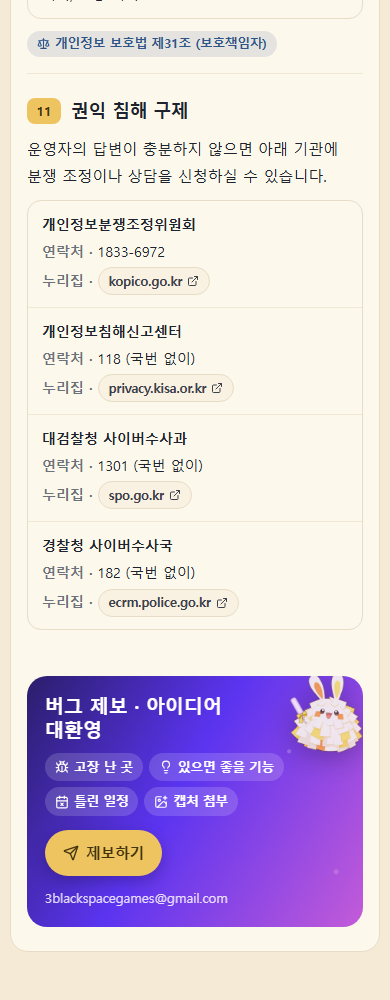 개인정보 보호법 제31조 (보호책임자)
11 권익 침해 구제
운영자의 답변이 충분하지 않으면 아래 기관에
분쟁 조정이나 상담을 신청하실 수 있습니다.
개인정보분쟁조정위원회
연락처 · 1833-6972
누리집 · kopico.go.kr
개인정보침해신고센터
연락처 · 118 (국번 없이)
누리집 · privacy.kisa.or.kr
대검찰청 사이버수사과
연락처 · 1301 (국번 없이)
누리집 · spo.go.kr
경찰청 사이버수사국
연락처 · 182 (국번 없이)
누리집 · ecrm.police.go.kr
버그 제보 · 아이디어
대환영
고장 난 곳 있으면 좋을 기능
틀린 일정 캡처 첨부
제보하기
3blackspacegames@gmail.com